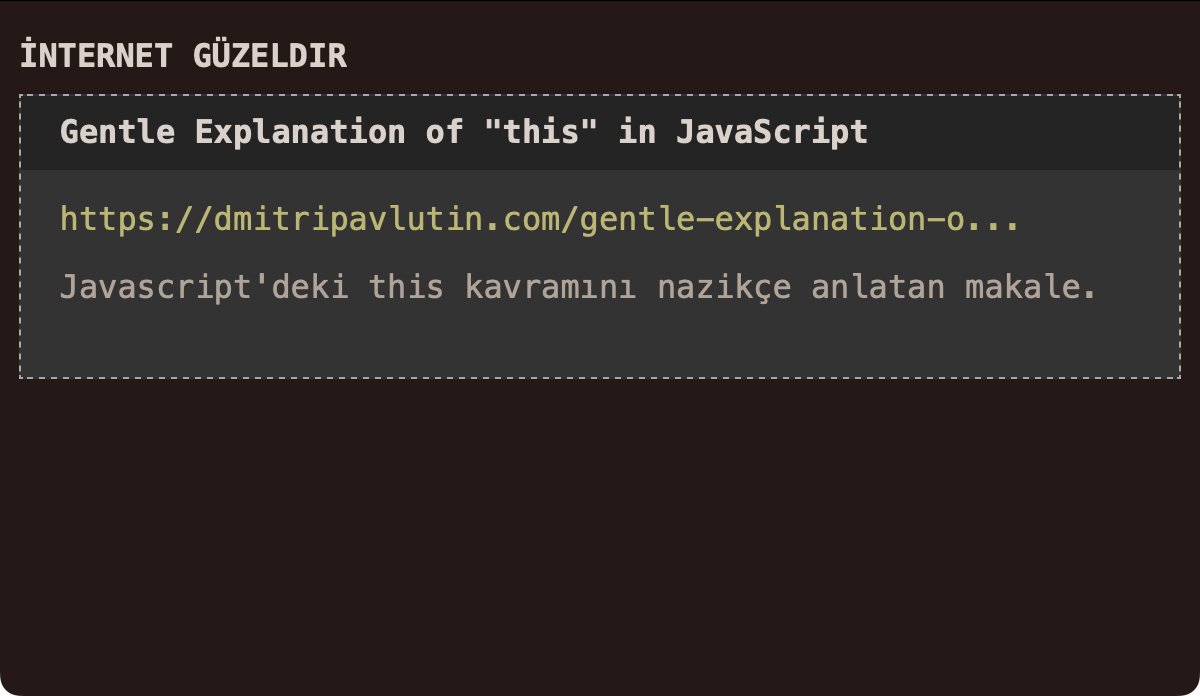 İNTERNET GÜZELDIR
Gentle Explanation of "this" in JavaScript
https://dmitripavlutin.com/gentle-explanation-o...
Javascript'deki this kavramını nazikçe anlatan makale.